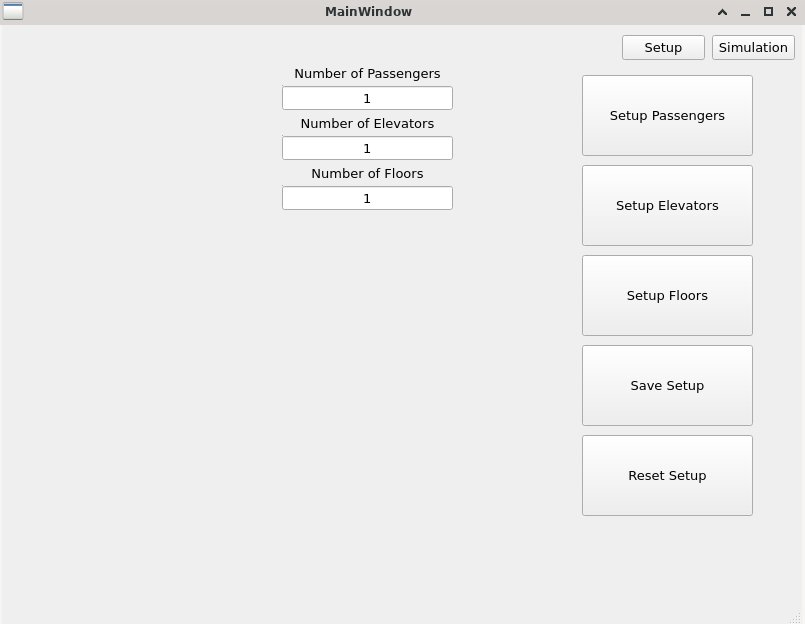 MainWindow
Setup
Simulation
Number of Passengers
1
Number of Elevators
1
Number of Floors
1
Setup Passengers
Setup Elevators
Setup Floors
Save Setup
Reset Setup